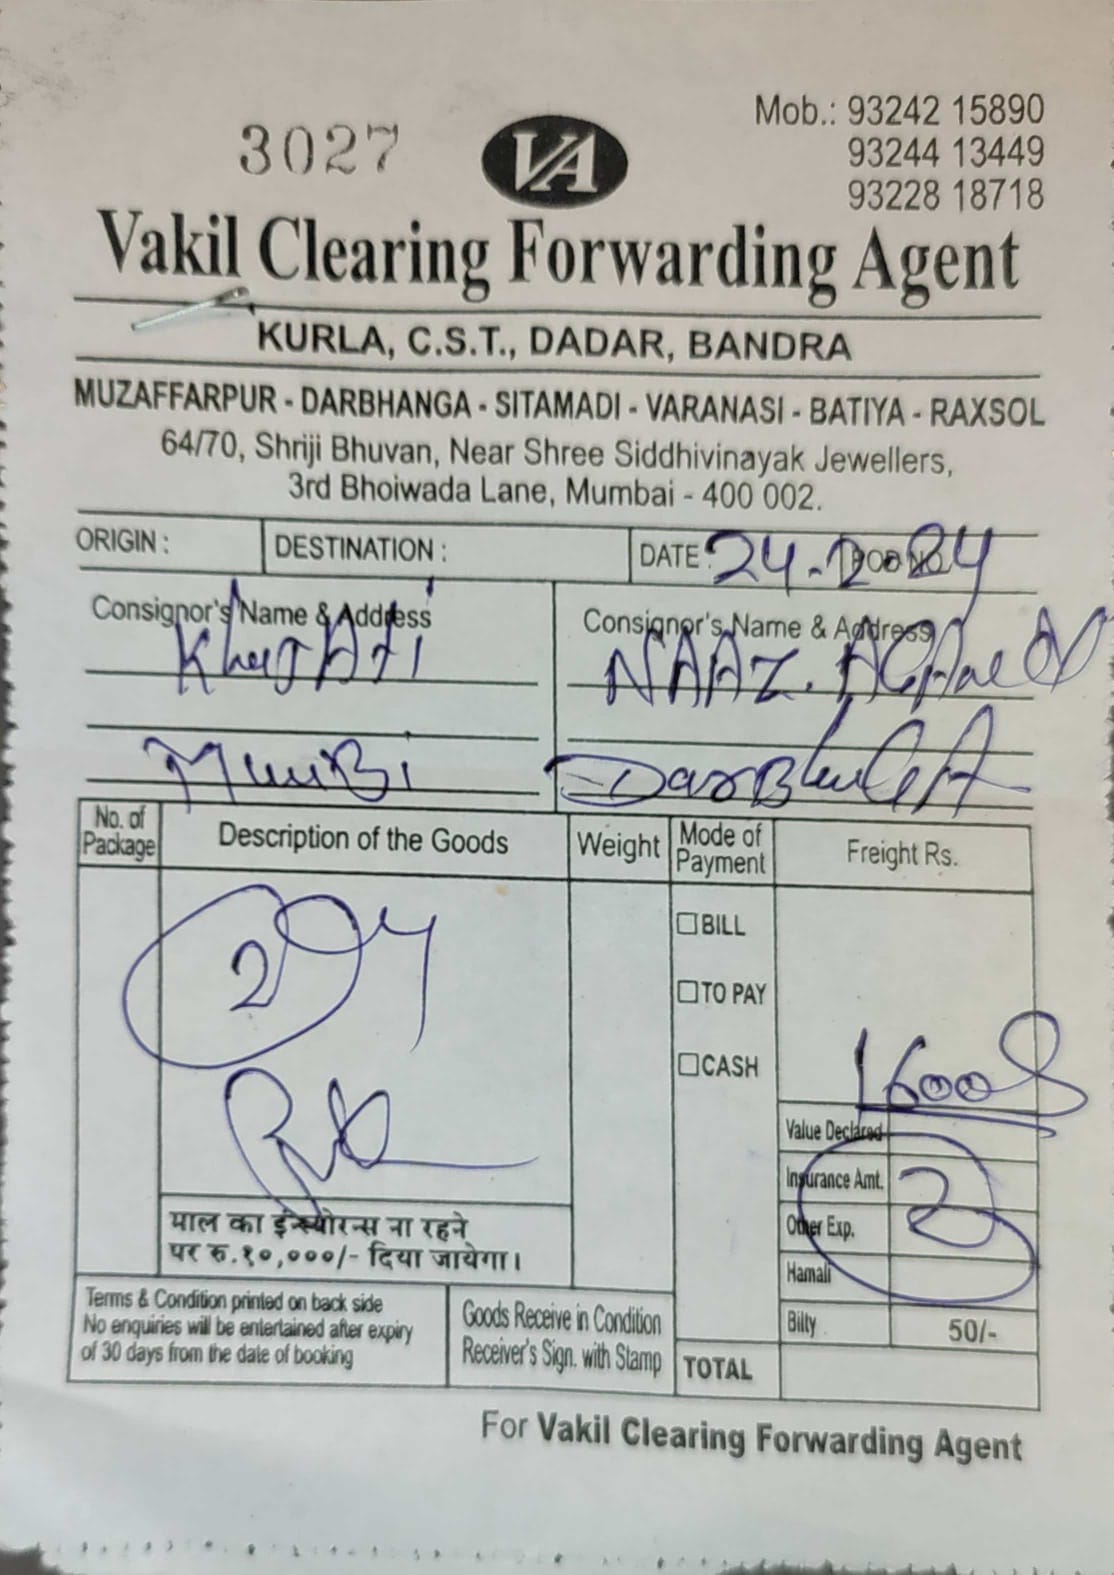 3027
VA
Mob.: 93242 15890
93244 13449
93228 18718
Vakil Clearing Forwarding Agent
KURLA, C.S.T., DADAR, BANDRA
MUZAFFARPUR - DARBHANGA - SITAMADI - VARANASI - BATIYA - RAXSOL
64/70, Shriji Bhuvan, Near Shree Siddhivinayak Jewellers,
3rd Bhoiwada Lane, Mumbai - 400 002.
ORIGIN : DESTINATION : DATE : 24-2-24
Consignor's Name & Address Consignor's Name & Address
NAAZ.
No. of Package Description of the Goods Weight Mode of Payment Freight Rs.
2
BILL
TO PAY
CASH
1600
Value Declared
Insurance Amt. 2
Other Exp.
Hamali
Billty 50/-
TOTAL
माल का इन्स्योरन्स ना रहने
पर रु.१०,०००/- दिया जायेगा।
Terms & Condition printed on back side
No enquiries will be entertained after expiry
of 30 days from the date of booking
Goods Receive in Condition
Receiver's Sign. with Stamp
For Vakil Clearing Forwarding Agent